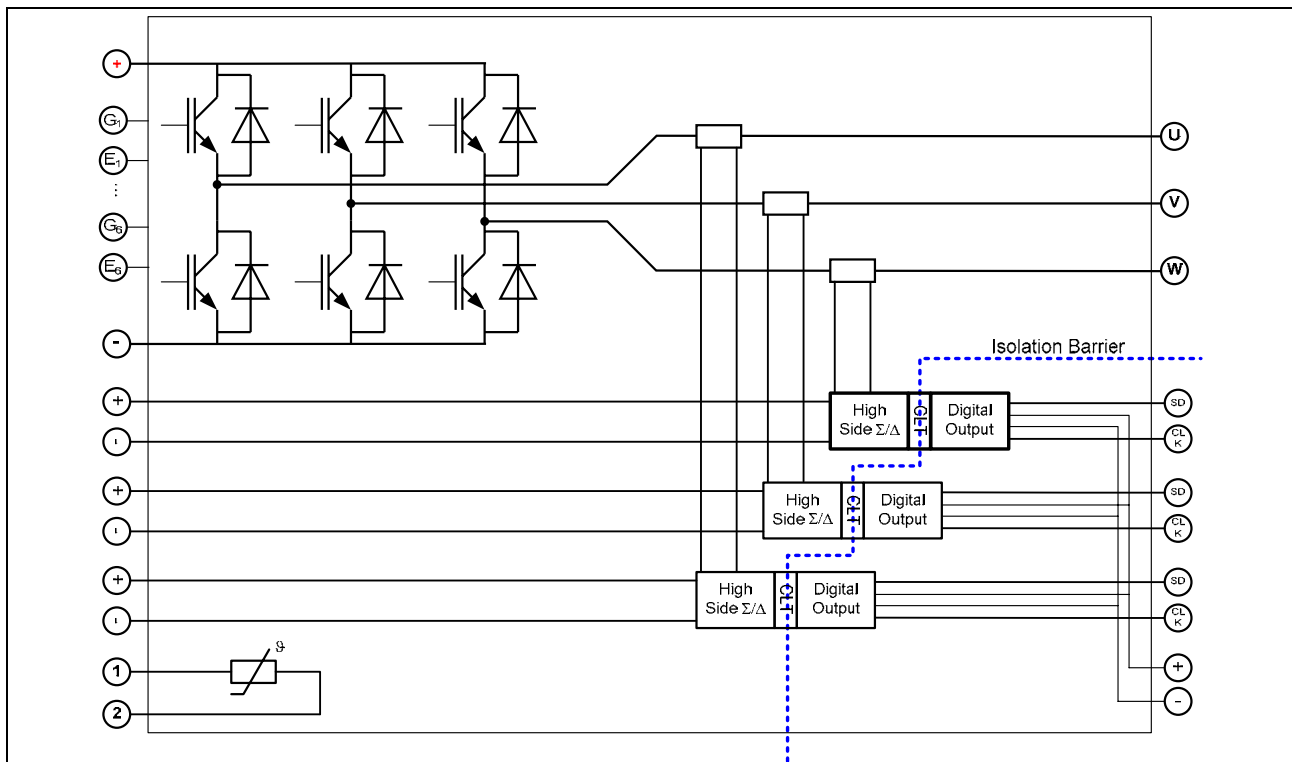 +
G1
E1
...
G6
E6
-
U
V
W
Isolation Barrier
+
-
High
Side Σ/Δ
CLT
Digital
Output
SD
CL
K
+
-
High
Side Σ/Δ
CLT
Digital
Output
SD
CL
K
+
-
High
Side Σ/Δ
CLT
Digital
Output
SD
CL
K
1
2
ϑ
+
-